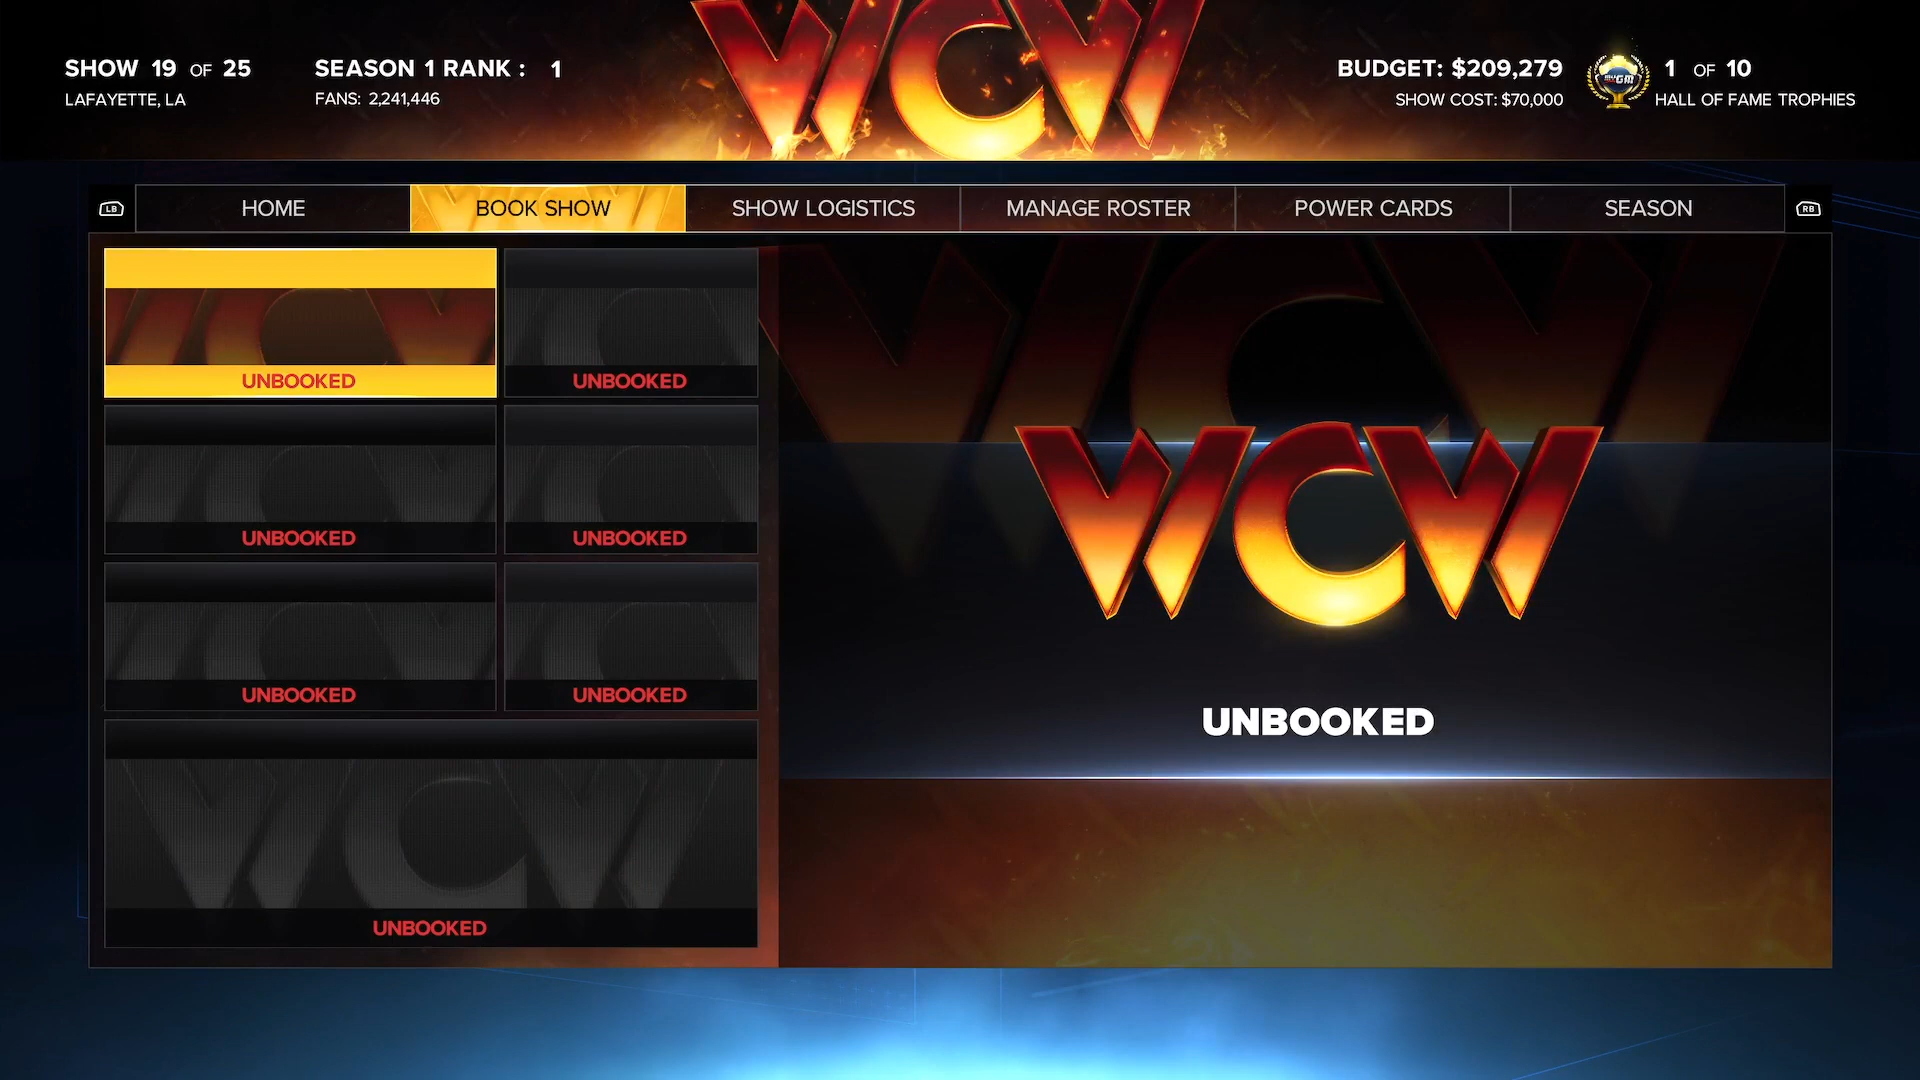 WCW
SHOW 19 OF 25
LAFAYETTE, LA
SEASON 1 RANK : 1
FANS: 2,241,446
BUDGET: $209,279
SHOW COST: $70,000
1 OF 10
HALL OF FAME TROPHIES
LB
HOME
BOOK SHOW
SHOW LOGISTICS
MANAGE ROSTER
POWER CARDS
SEASON
RB
UNBOOKED
UNBOOKED
UNBOOKED
UNBOOKED
UNBOOKED
UNBOOKED
UNBOOKED
WCW
UNBOOKED